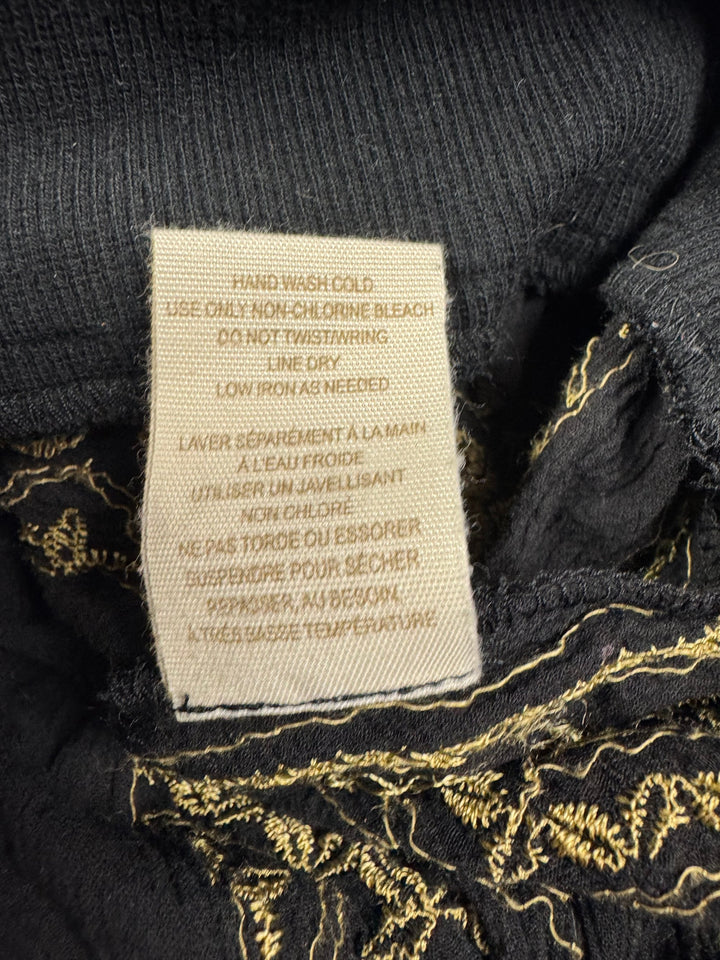 HAND WASH COLD
USE ONLY NON-CHLORINE BLEACH
DO NOT TWIST/WRING
LINE DRY
LOW IRON AS NEEDED
LAVER SÉPARÉMENT À LA MAIN
À L'EAU FROIDE
UTILISER UN JAVELLISANT
NON CHLORÉ
NE PAS TORDE OU ESSORER
SUSPENDRE POUR SÉCHER
REPASSER, AU BESOIN,
À TRÈS BASSE TEMPÉRATURE